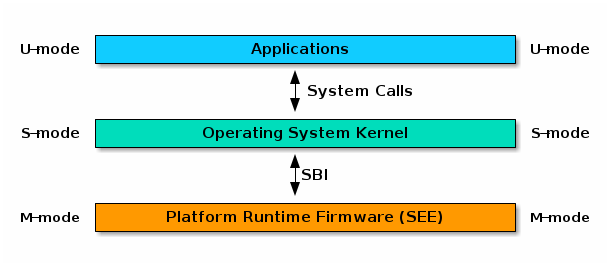 U-mode Applications U-mode
System Calls
S-mode Operating System Kernel S-mode
SBI
M-mode Platform Runtime Firmware (SEE) M-mode